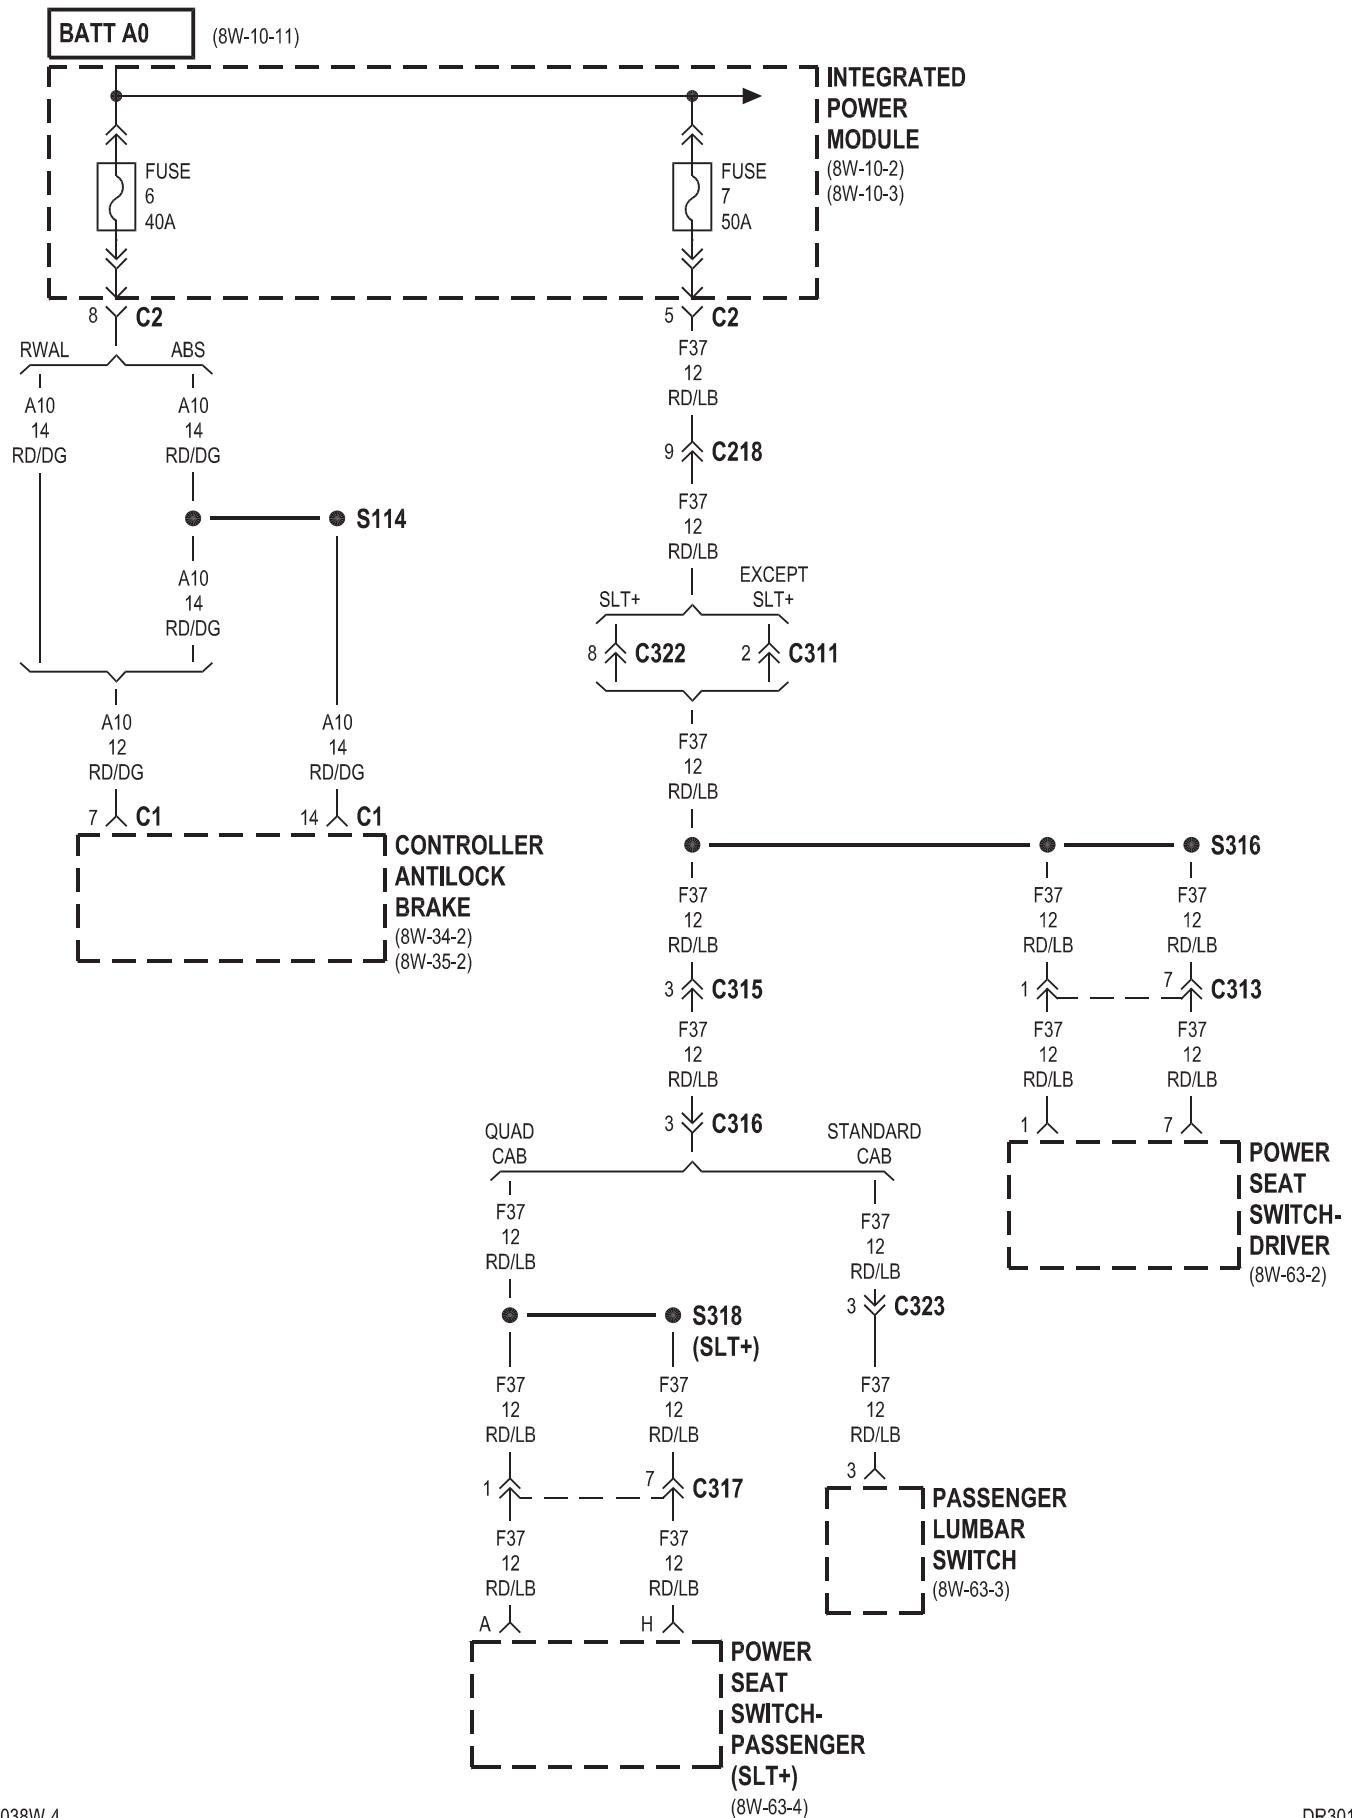 BATT A0 (8W-10-11)
INTEGRATED
POWER
MODULE
(8W-10-2)
(8W-10-3)
FUSE
6
40A
FUSE
7
50A
8 C2
5 C2
RWAL ABS
A10
14
RD/DG
A10
14
RD/DG
S114
A10
14
RD/DG
A10
12
RD/DG
A10
14
RD/DG
7 C1
14 C1
CONTROLLER
ANTILOCK
BRAKE
(8W-34-2)
(8W-35-2)
F37
12
RD/LB
9 C218
F37
12
RD/LB
SLT+
EXCEPT
SLT+
8 C322
2 C311
F37
12
RD/LB
S316
F37
12
RD/LB
F37
12
RD/LB
F37
12
RD/LB
3 C315
1
7 C313
F37
12
RD/LB
F37
12
RD/LB
F37
12
RD/LB
3 C316
1
7
POWER
SEAT
SWITCH-
DRIVER
(8W-63-2)
QUAD
CAB
STANDARD
CAB
F37
12
RD/LB
F37
12
RD/LB
3 C323
S318
(SLT+)
F37
12
RD/LB
F37
12
RD/LB
F37
12
RD/LB
1
7 C317
3
PASSENGER
LUMBAR
SWITCH
(8W-63-3)
F37
12
RD/LB
F37
12
RD/LB
A
H
POWER
SEAT
SWITCH-
PASSENGER
(SLT+)
(8W-63-4)